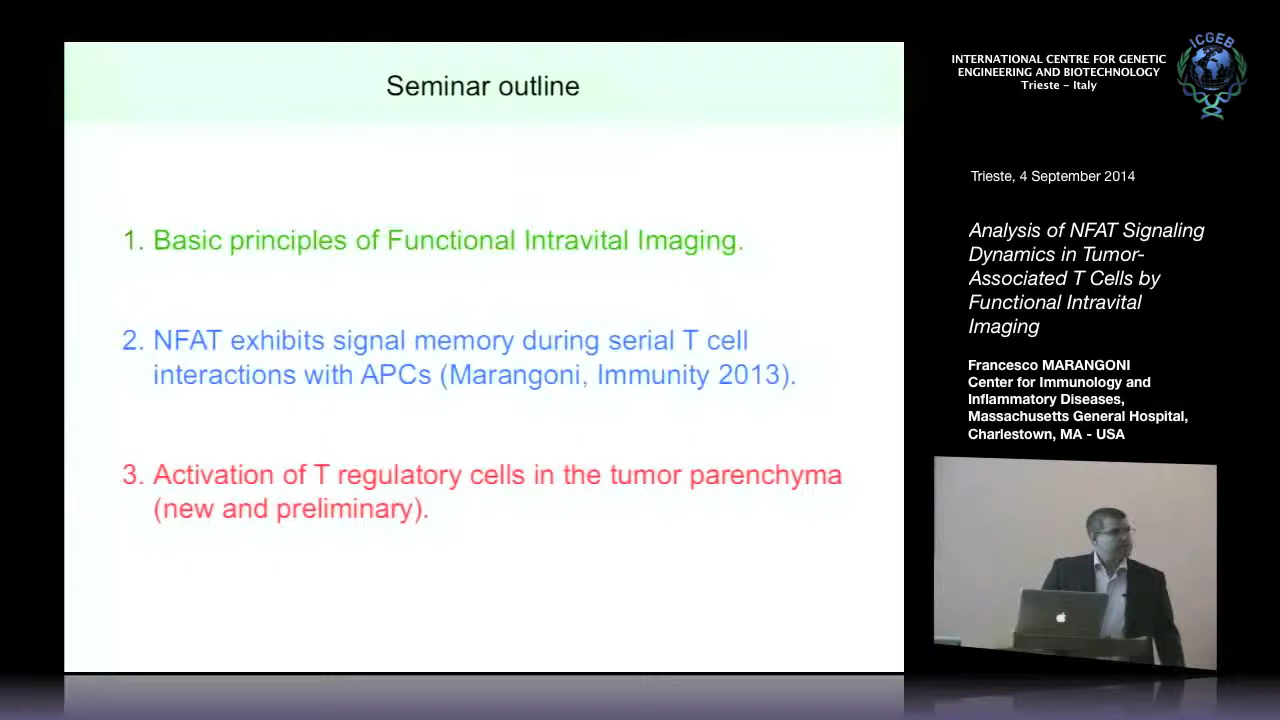 Seminar outline
1. Basic principles of Functional Intravital Imaging.
2. NFAT exhibits signal memory during serial T cell
interactions with APCs (Marangoni, Immunity 2013).
3. Activation of T regulatory cells in the tumor parenchyma
(new and preliminary).
INTERNATIONAL CENTRE FOR GENETIC
ENGINEERING AND BIOTECHNOLOGY
Trieste - Italy
ICGEB
Trieste, 4 September 2014
Analysis of NFAT Signaling
Dynamics in Tumor-
Associated T Cells by
Functional Intravital
Imaging
Francesco MARANGONI
Center for Immunology and
Inflammatory Diseases,
Massachusetts General Hospital,
Charlestown, MA - USA